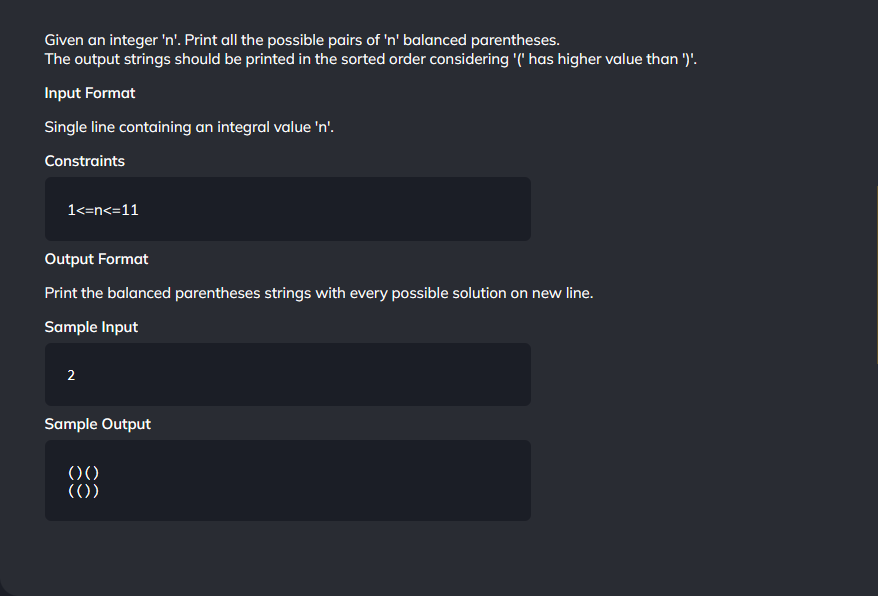 Given an integer 'n'. Print all the possible pairs of 'n' balanced parentheses.
The output strings should be printed in the sorted order considering '(' has higher value than ')'.
Input Format
Single line containing an integral value 'n'.
Constraints
1<=n<=11
Output Format
Print the balanced parentheses strings with every possible solution on new line.
Sample Input
2
Sample Output
()()
(())